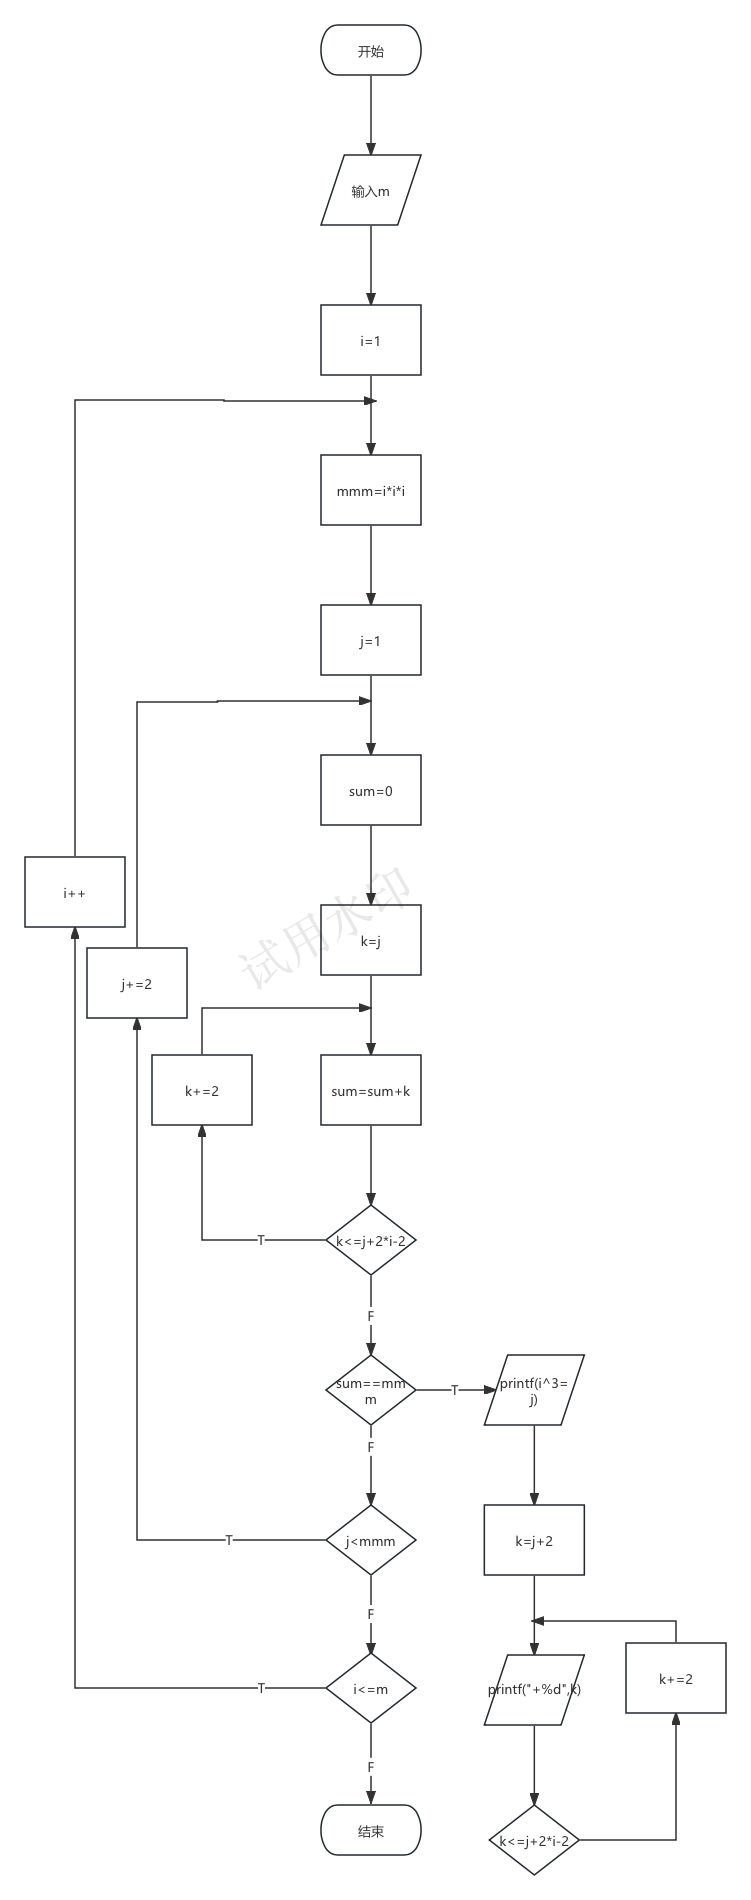 开始
输入m
i=1
mmm=i*i*i
j=1
sum=0
i++
试用水印
k=j
j+=2
k+=2
sum=sum+k
T
k<=j+2*i-2
F
sum==mm
m
T
printf(i^3=
j)
F
T
j<mmm
k=j+2
F
T
i<=m
printf("+%d",k)
k+=2
F
结束
k<=j+2*i-2